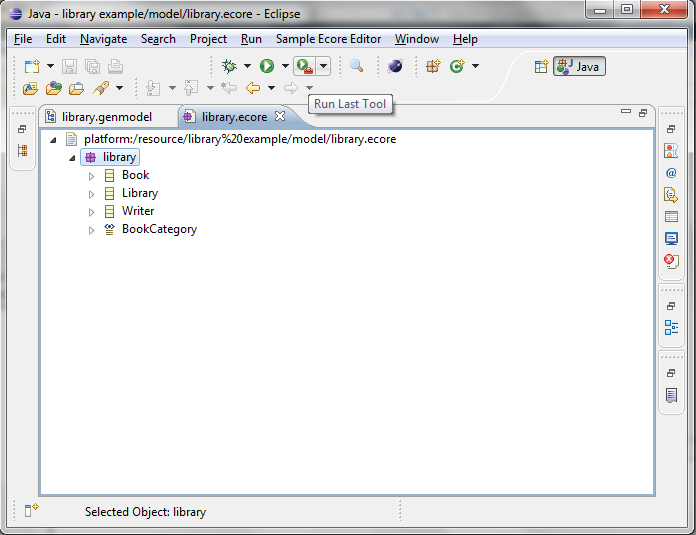 Java - library example/model/library.ecore - Eclipse
File Edit Navigate Search Project Run Sample Ecore Editor Window Help
Java
Run Last Tool
library.genmodel library.ecore
platform:/resource/library%20example/model/library.ecore
library
Book
Library
Writer
BookCategory
Selected Object: library